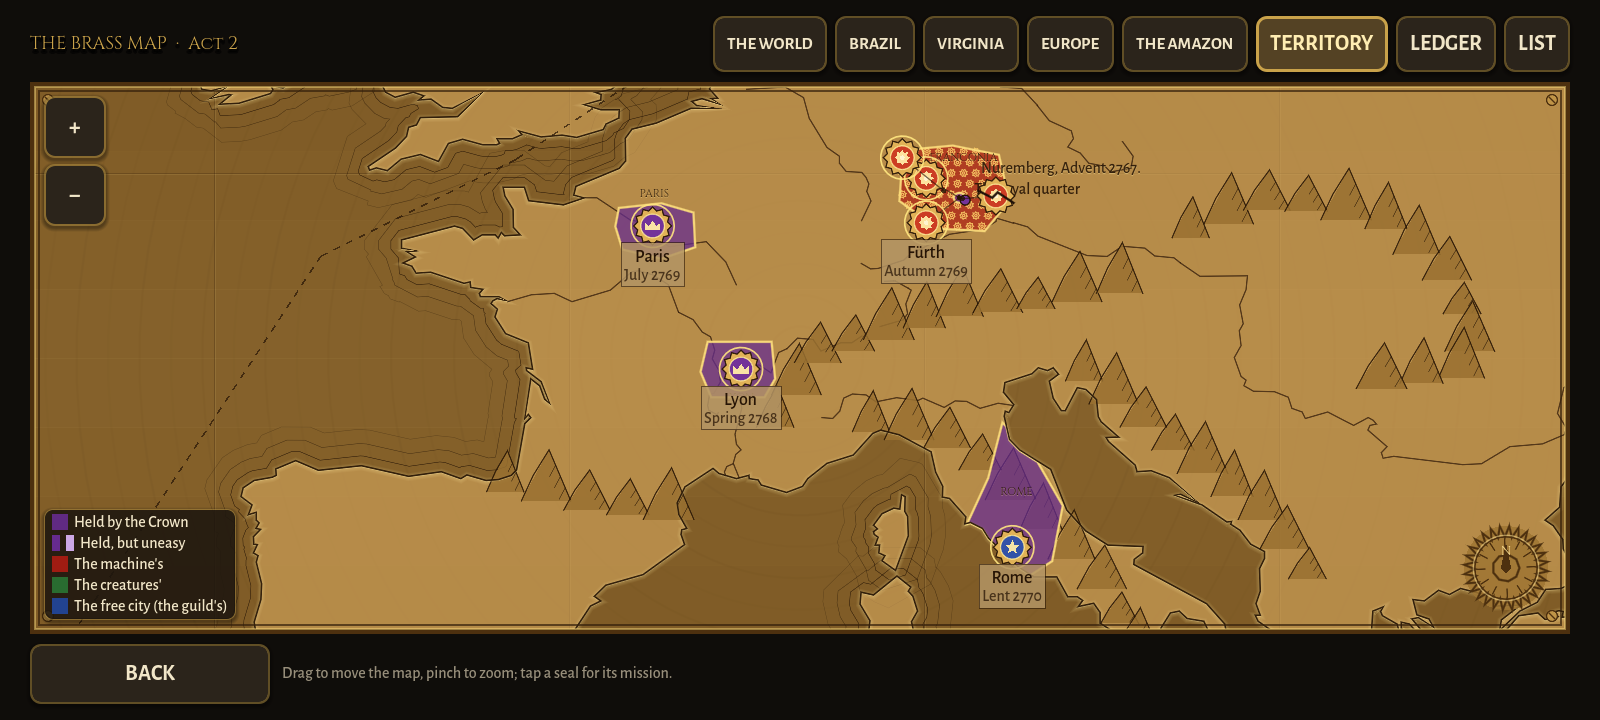 THE BRASS MAP · ACT 2
THE WORLD
BRAZIL
VIRGINIA
EUROPE
THE AMAZON
TERRITORY
LEDGER
LIST
+
−
PARIS
Paris
July 2769
Nuremberg, Advent 2767.
yal quarter
Fürth
Autumn 2769
Lyon
Spring 2768
ROME
Rome
Lent 2770
N
Held by the Crown
Held, but uneasy
The machine's
The creatures'
The free city (the guild's)
BACK
Drag to move the map, pinch to zoom; tap a seal for its mission.